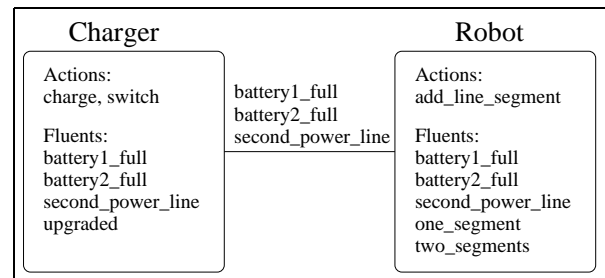 Charger
Actions:
charge, switch
Fluents:
battery1_full
battery2_full
second_power_line
upgraded
battery1_full
battery2_full
second_power_line
Robot
Actions:
add_line_segment
Fluents:
battery1_full
battery2_full
second_power_line
one_segment
two_segments